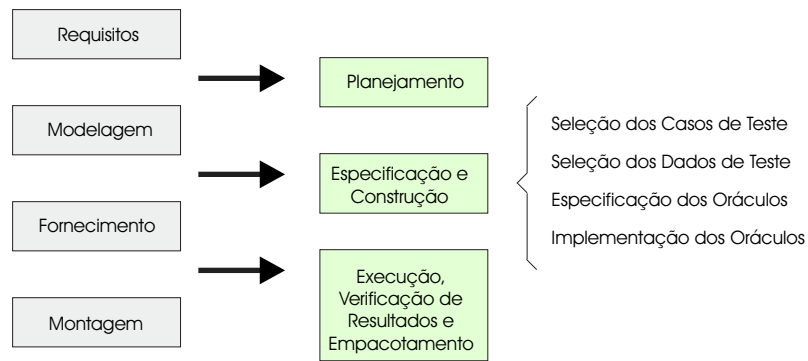 Requisitos
Modelagem
Fornecimento
Montagem
Planejamento
Especificação e
Construção
Execução,
Verificação de
Resultados e
Empacotamento
Seleção dos Casos de Teste
Seleção dos Dados de Teste
Especificação dos Oráculos
Implementação dos Oráculos